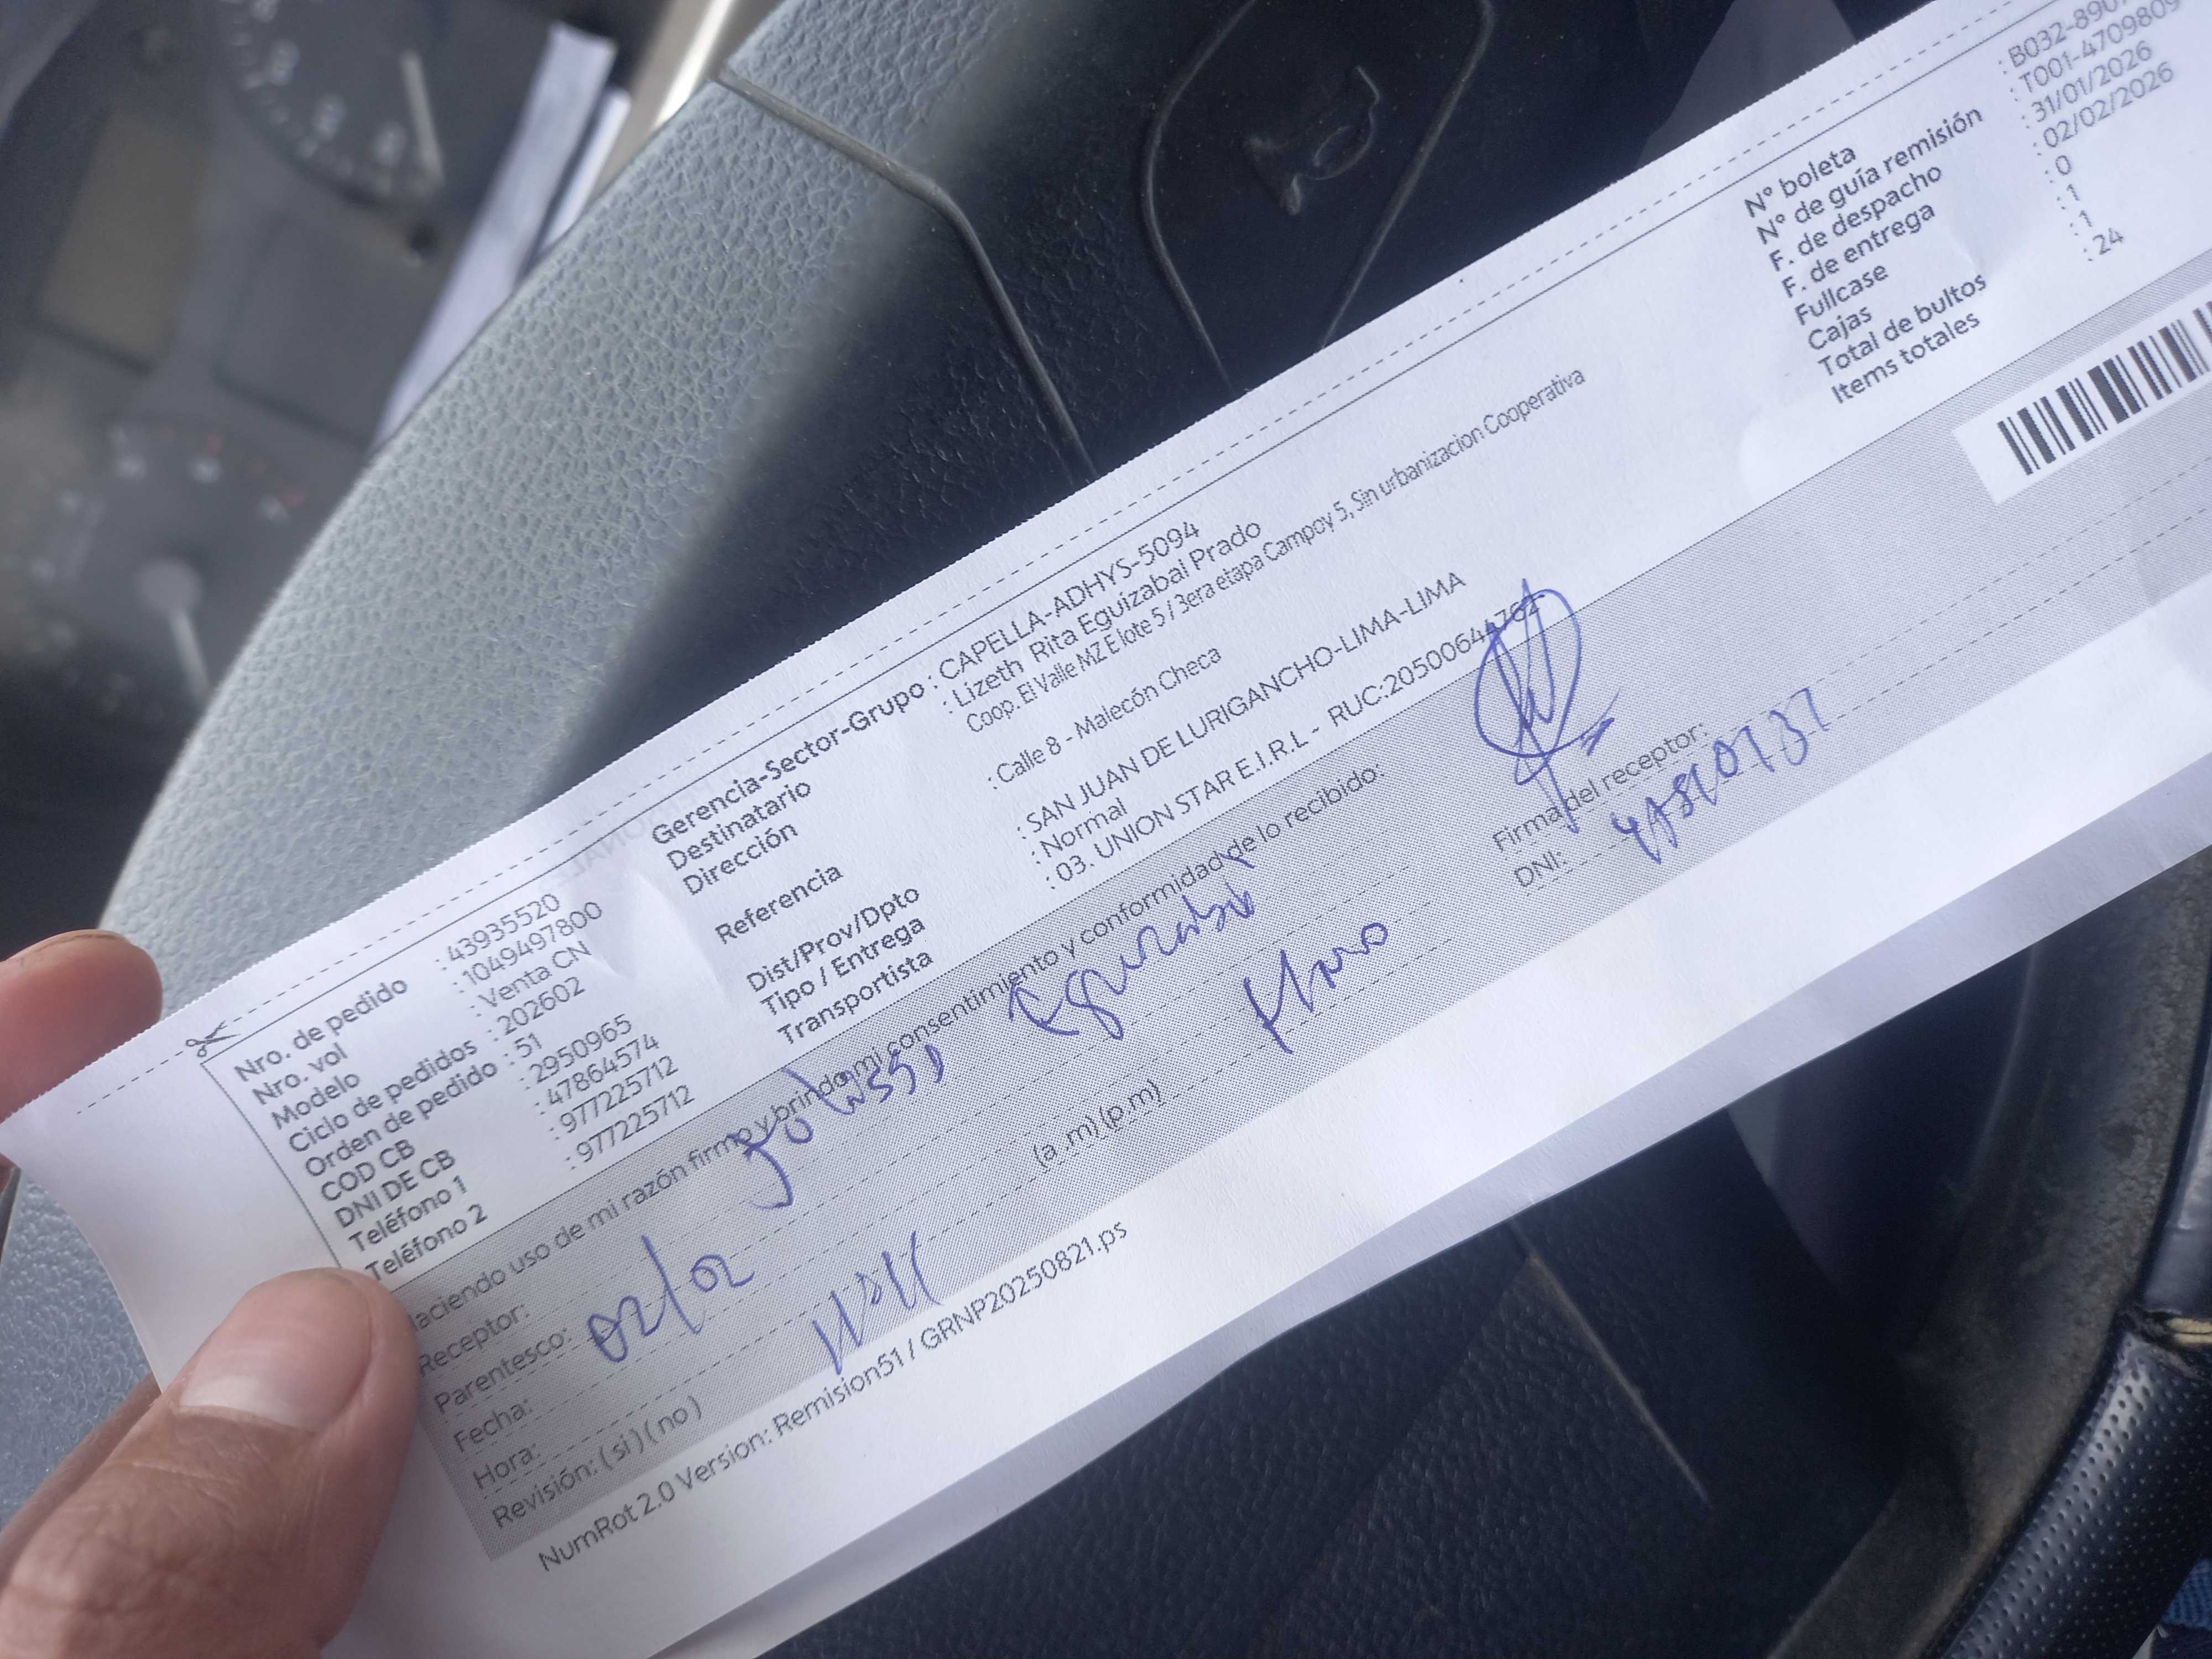 Nro. de pedido : 43935520
Nro. vol : 1049497800
Modelo : Venta CN
Ciclo de pedidos : 202602
Orden de pedido : 51
COD CB : 2950965
DNI DE CB : 47864574
Teléfono 1 : 977225712
Teléfono 2 : 977225712
Gerencia-Sector-Grupo : CAPELLA-ADHYS-5094
Destinatario : Lizeth Rita Eguizabal Prado
Dirección Coop. El Valle MZ E lote 5 / 3era etapa Campoy 5, Sin urbanizacion Cooperativa
Referencia : Calle 8 - Malecón Checa
Dist/Prov/Dpto : SAN JUAN DE LURIGANCHO-LIMA-LIMA
Tipo / Entrega : Normal
Transportista : 03. UNION STAR E.I.R.L - RUC:20500644762
N° boleta : B032-8907
N° de guía remisión : T001-4709809
F. de despacho : 31/01/2026
F. de entrega : 02/02/2026
Fullcase : 0
Cajas : 1
Total de bultos : 1
Items totales : 24
aciendo uso de mi razón firmo y brindo mi consentimiento y conformidad de lo recibido:
Receptor:
Parentesco:
Fecha: 02/02
Hora: (a .m) (p.m)
Revisión: ( si ) ( no )
Firma del receptor:
DNI:
NumRot 2.0 Version: Remision51 / GRNP20250821.ps